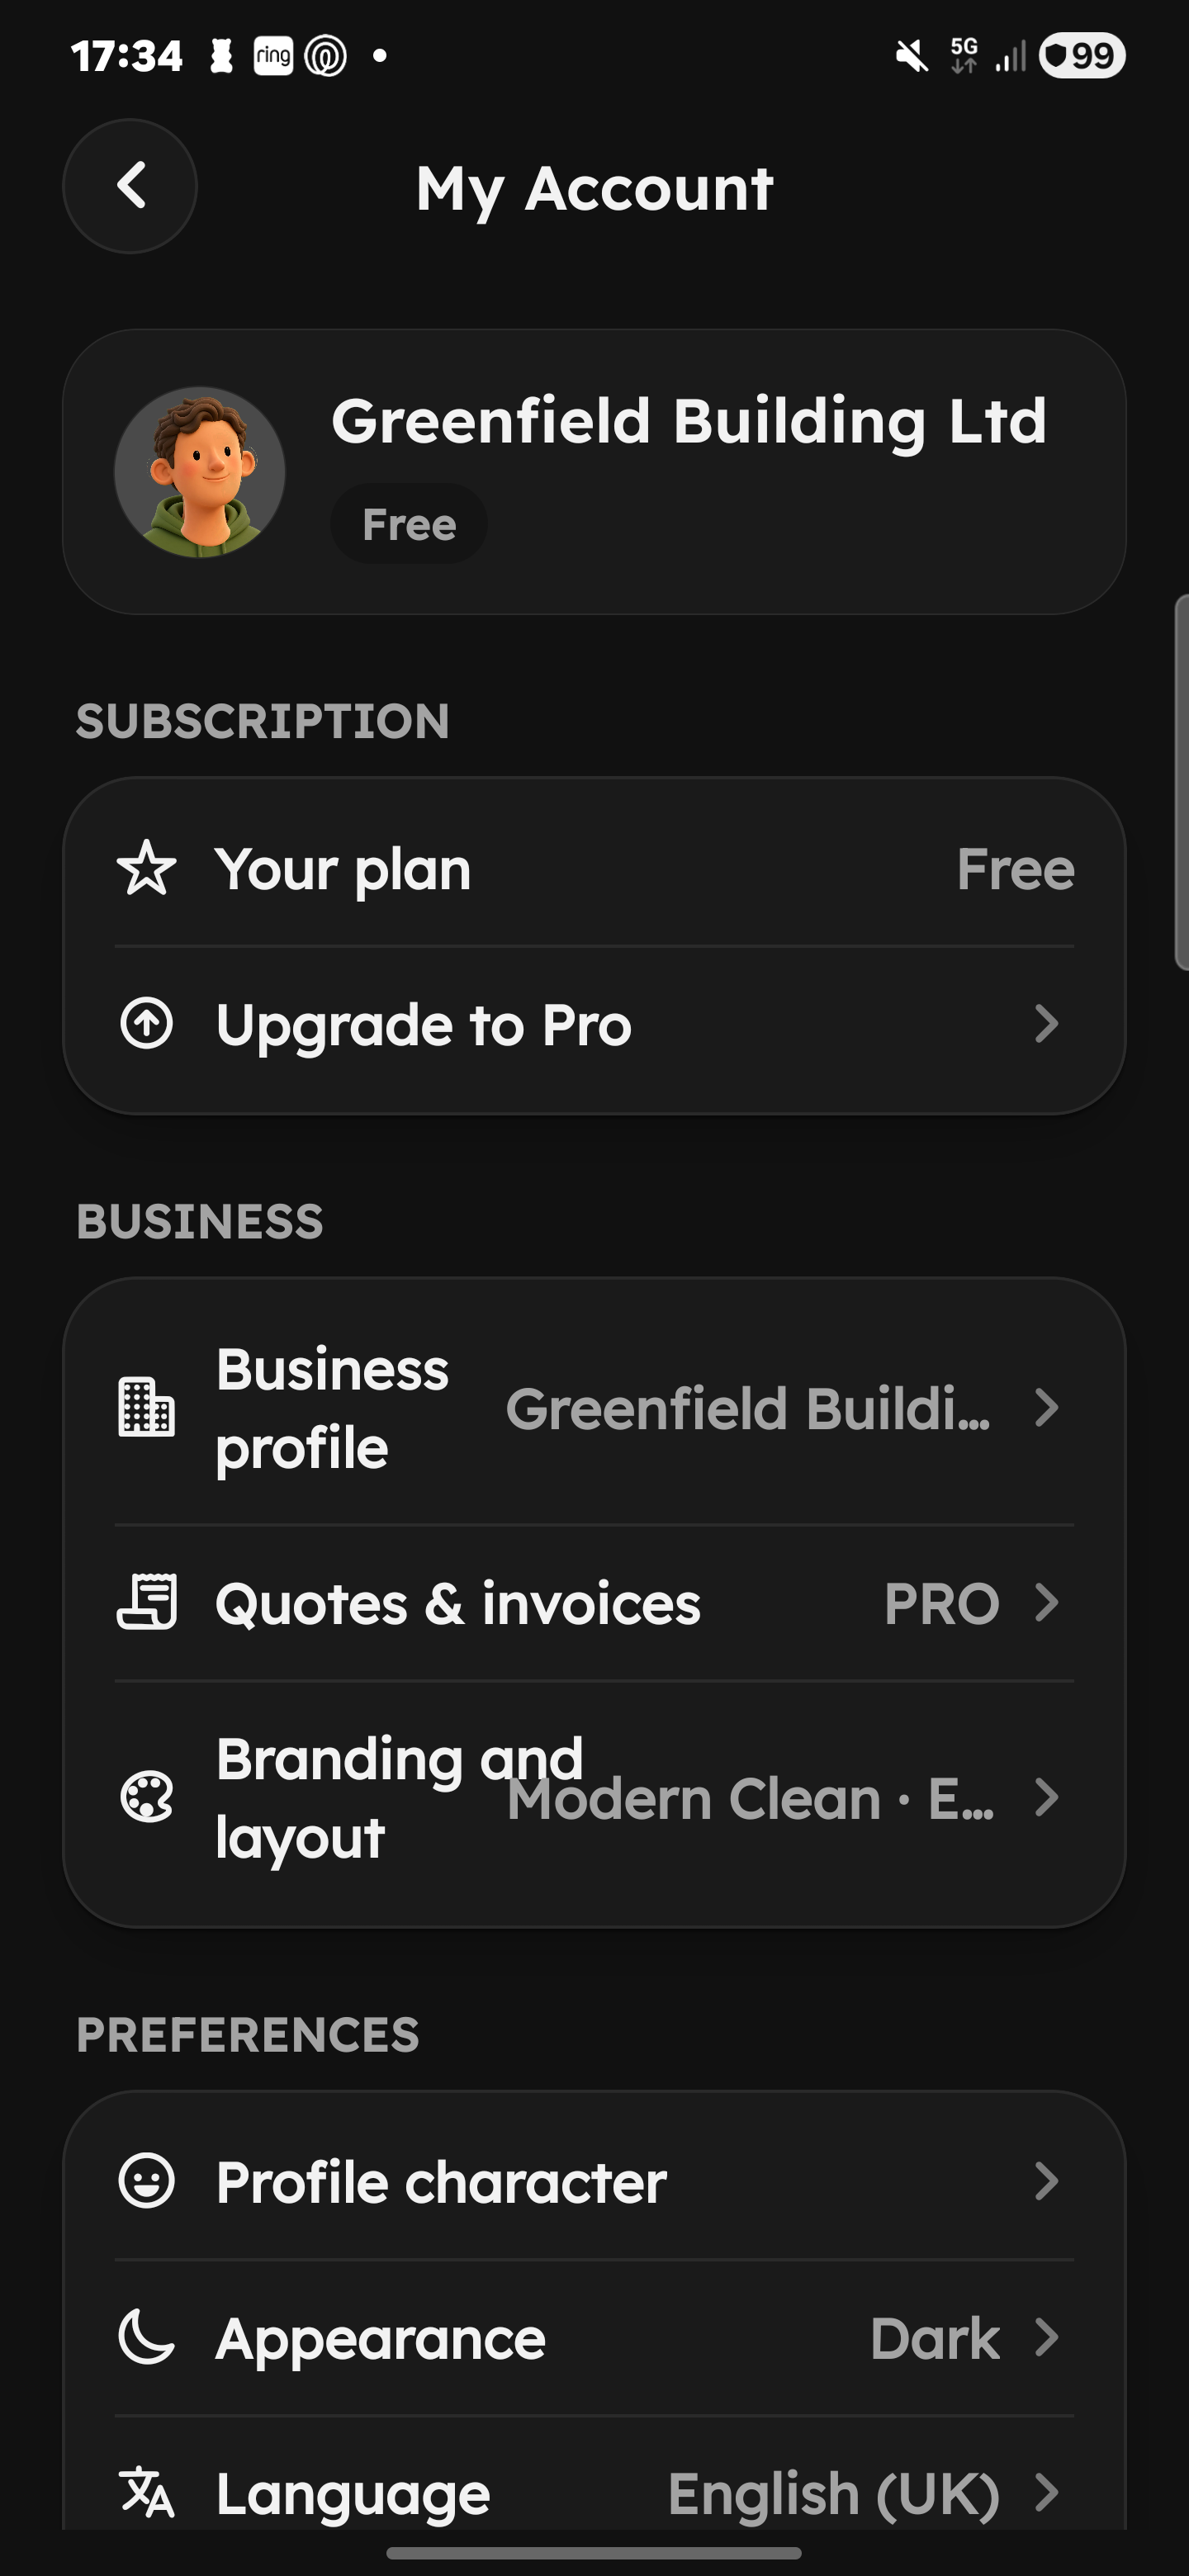 17:34 ring 5G 99
My Account
Greenfield Building Ltd
Free
SUBSCRIPTION
Your plan Free
Upgrade to Pro
BUSINESS
Business profile Greenfield Buildi...
Quotes & invoices PRO
Branding and layout Modern Clean · E...
PREFERENCES
Profile character
Appearance Dark
Language English (UK)